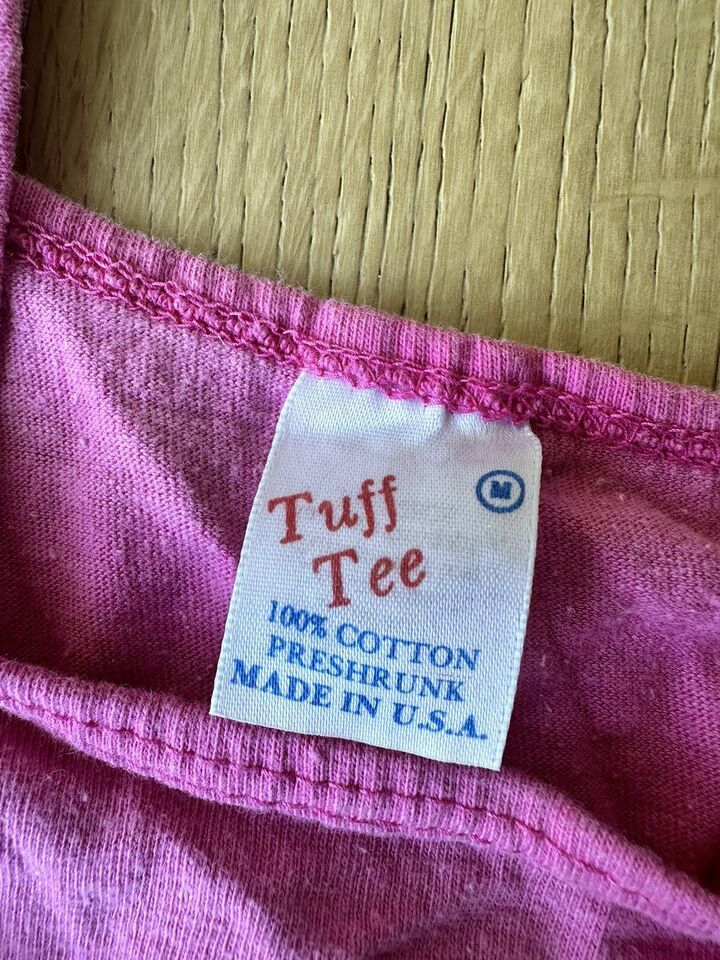 Tuff
M
Tee
100% COTTON
PRESHRUNK
MADE IN U.S.A.